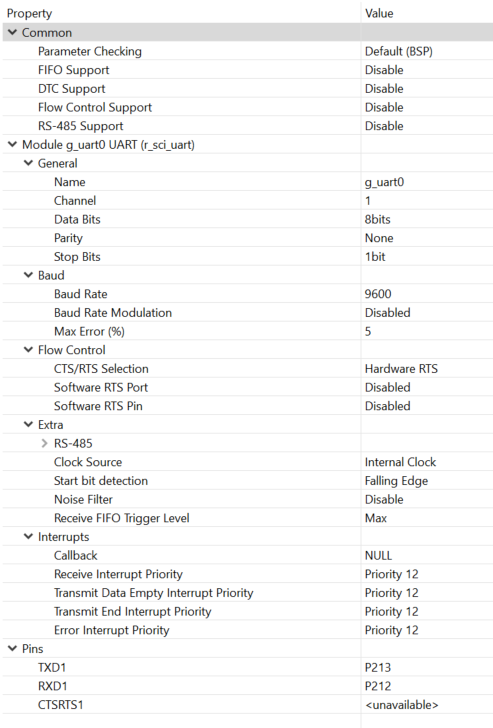 Property Value
Common
Parameter Checking Default (BSP)
FIFO Support Disable
DTC Support Disable
Flow Control Support Disable
RS-485 Support Disable
Module g_uart0 UART (r_sci_uart)
General
Name g_uart0
Channel 1
Data Bits 8bits
Parity None
Stop Bits 1bit
Baud
Baud Rate 9600
Baud Rate Modulation Disabled
Max Error (%) 5
Flow Control
CTS/RTS Selection Hardware RTS
Software RTS Port Disabled
Software RTS Pin Disabled
Extra
RS-485
Clock Source Internal Clock
Start bit detection Falling Edge
Noise Filter Disable
Receive FIFO Trigger Level Max
Interrupts
Callback NULL
Receive Interrupt Priority Priority 12
Transmit Data Empty Interrupt Priority Priority 12
Transmit End Interrupt Priority Priority 12
Error Interrupt Priority Priority 12
Pins
TXD1 P213
RXD1 P212
CTSRTS1 <unavailable>